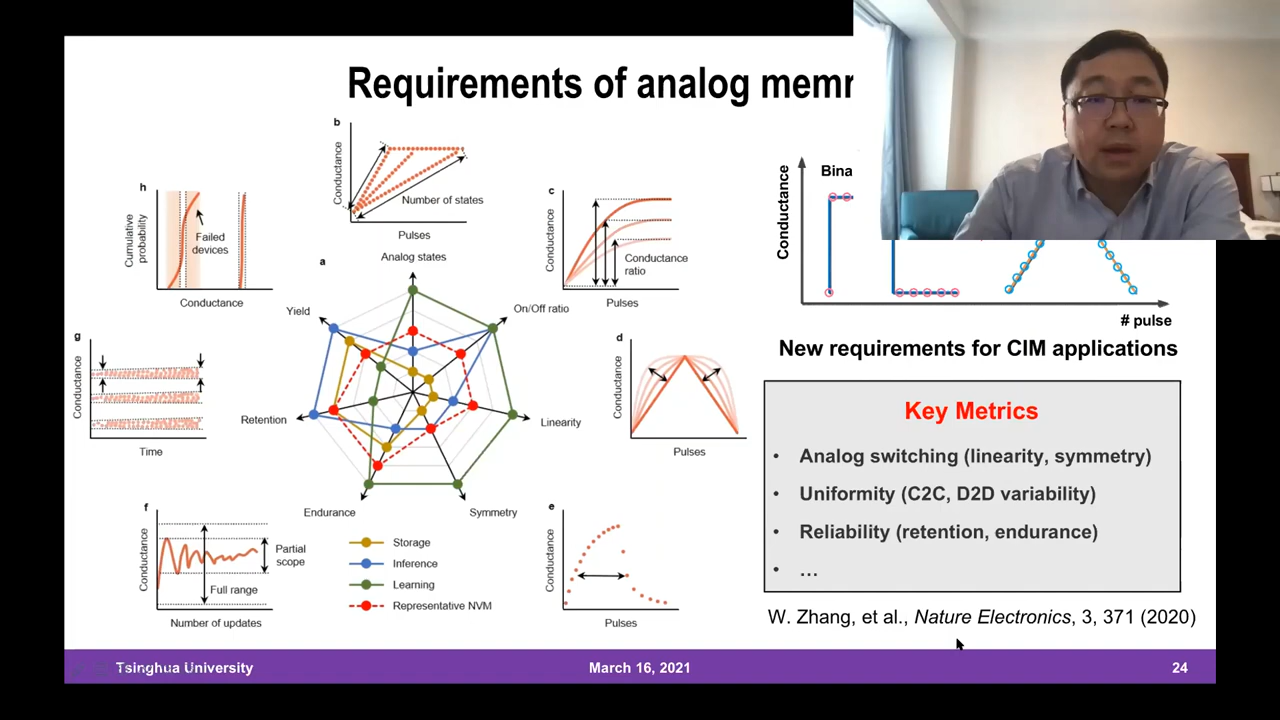 Requirements of analog
b
Conductance
Number of states
Pulses
h
Cumulative
probability
Failed
devices
Conductance
c
Conductance
Conductance
ratio
Pulses
a
Analog states
On/Off ratio
Linearity
Symmetry
Endurance
Retention
Yield
g
Conductance
Time
d
Conductance
Pulses
f
Conductance
Partial
scope
Full range
Number of updates
Storage
Inference
Learning
Representative NVM
e
Conductance
Pulses
Conductance
Bina
# pulse
New requirements for CIM applications
Key Metrics
• Analog switching (linearity, symmetry)
• Uniformity (C2C, D2D variability)
• Reliability (retention, endurance)
• …
W. Zhang, et al., Nature Electronics, 3, 371 (2020)
Tsinghua University
March 16, 2021
24